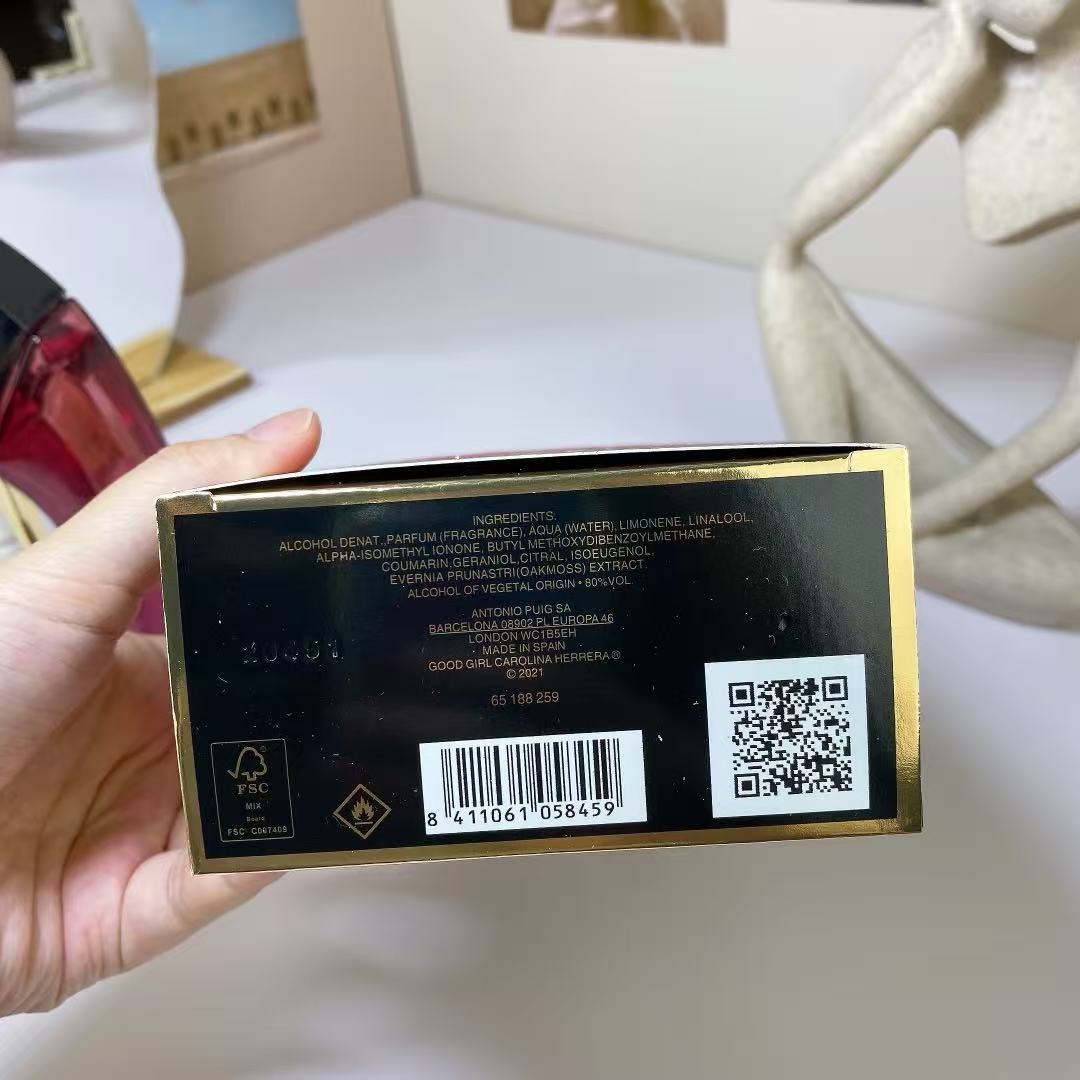 INGREDIENTS:
ALCOHOL DENAT.,PARFUM (FRAGRANCE), AQUA (WATER), LIMONENE, LINALOOL,
ALPHA-ISOMETHYL IONONE, BUTYL METHOXYDIBENZOYLMETHANE,
COUMARIN,GERANIOL,CITRAL, ISOEUGENOL,
EVERNIA PRUNASTRI(OAKMOSS) EXTRACT.
ALCOHOL OF VEGETAL ORIGIN • 80%VOL.
ANTONIO PUIG SA
BARCELONA 08902 PL EUROPA 46
LONDON WC1B5EH
MADE IN SPAIN
GOOD GIRL CAROLINA HERRERA®
© 2021
65 188 259
FSC
MIX
Board
FSC® C067409
8 411061 058459